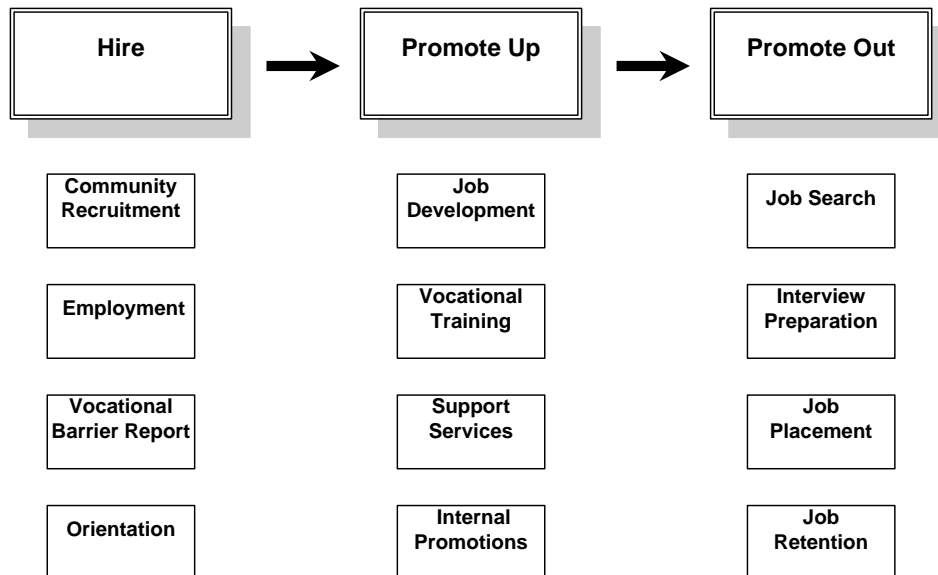 Hire
Promote Up
Promote Out
Community
Recruitment
Job
Development
Job Search
Employment
Vocational
Training
Interview
Preparation
Vocational
Barrier Report
Support
Services
Job
Placement
Orientation
Internal
Promotions
Job
Retention